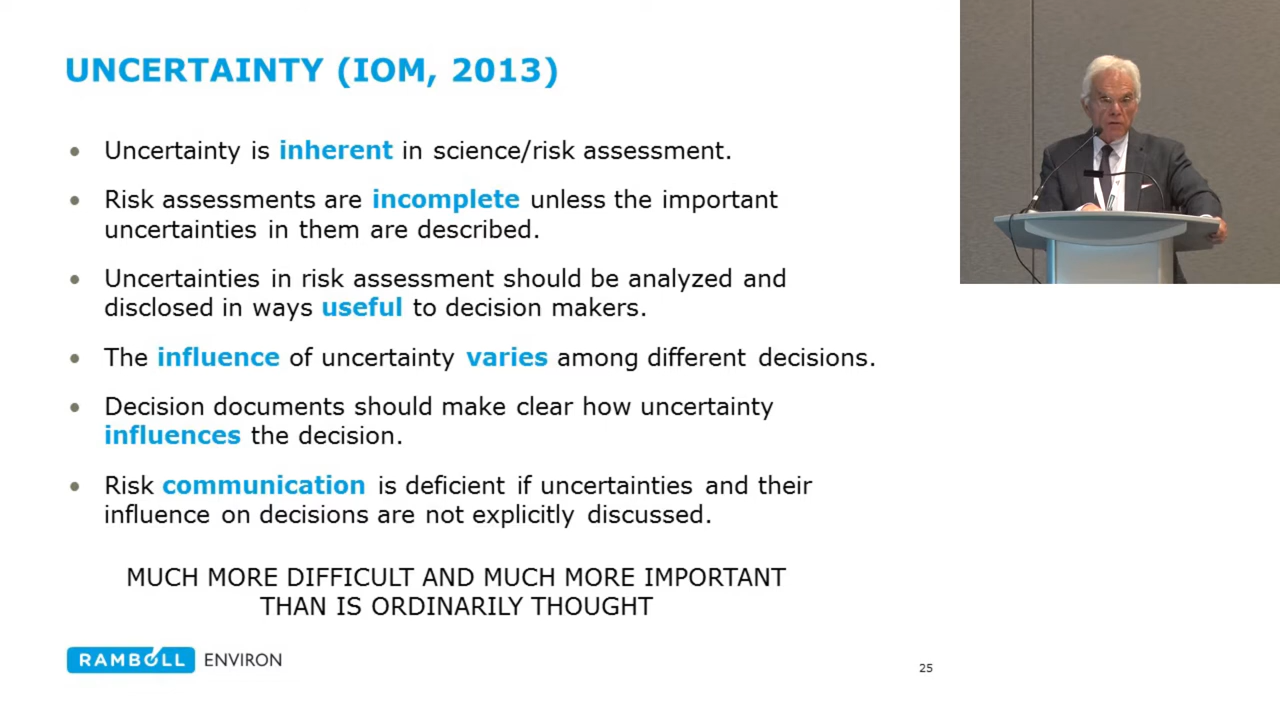 UNCERTAINTY (IOM, 2013)
• Uncertainty is inherent in science/risk assessment.
• Risk assessments are incomplete unless the important
uncertainties in them are described.
• Uncertainties in risk assessment should be analyzed and
disclosed in ways useful to decision makers.
• The influence of uncertainty varies among different decisions.
• Decision documents should make clear how uncertainty
influences the decision.
• Risk communication is deficient if uncertainties and their
influence on decisions are not explicitly discussed.
MUCH MORE DIFFICULT AND MUCH MORE IMPORTANT
THAN IS ORDINARILY THOUGHT
RAMBOLL ENVIRON
25